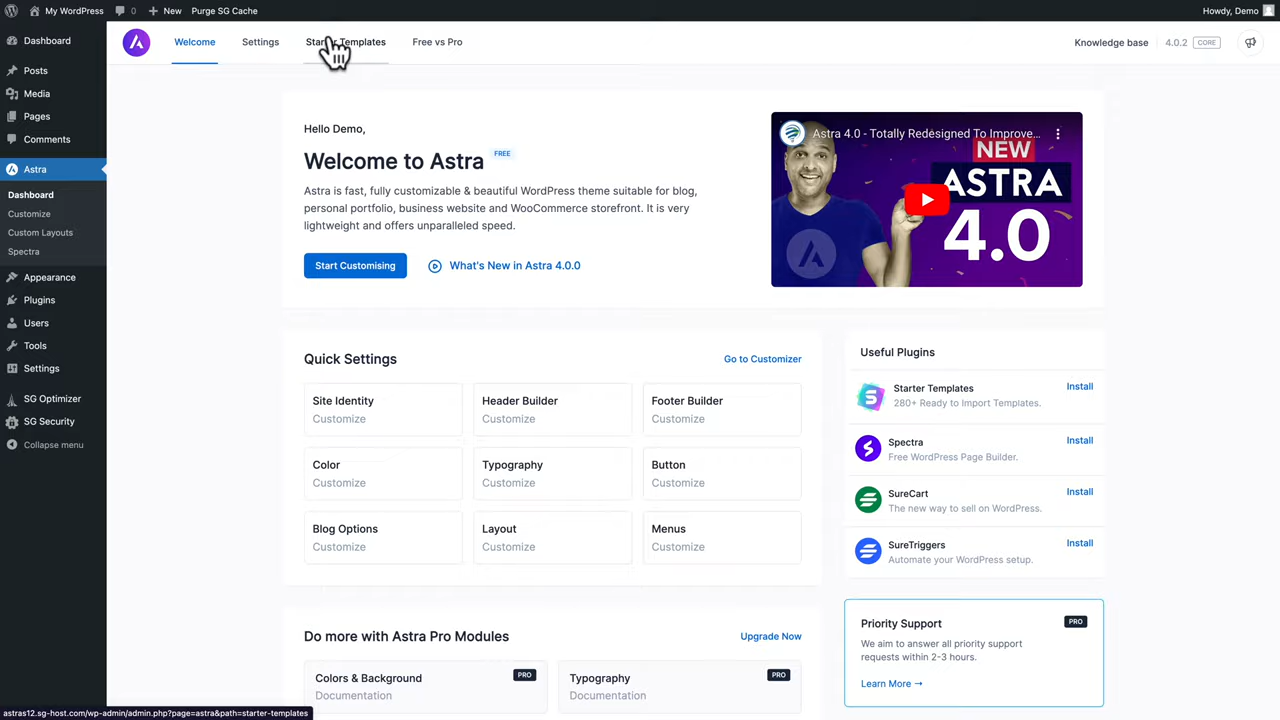 My WordPress
0
New
Purge SG Cache
Howdy, Demo
Dashboard
Posts
Media
Pages
Comments
Astra
Dashboard
Customize
Custom Layouts
Spectra
Appearance
Plugins
Users
Tools
Settings
SG Optimizer
SG Security
Collapse menu
Welcome
Settings
Starter Templates
Free vs Pro
Knowledge base
4.0.2
CORE
Hello Demo,
Welcome to Astra FREE
Astra is fast, fully customizable & beautiful WordPress theme suitable for blog,
personal portfolio, business website and WooCommerce storefront. It is very
lightweight and offers unparalleled speed.
Start Customising
What's New in Astra 4.0.0
Astra 4.0 - Totally Redesigned To Improve...
NEW
ASTRA
4.0
Quick Settings
Go to Customizer
Site Identity
Customize
Header Builder
Customize
Footer Builder
Customize
Color
Customize
Typography
Customize
Button
Customize
Blog Options
Customize
Layout
Customize
Menus
Customize
Useful Plugins
Starter Templates
Install
280+ Ready to Import Templates.
Spectra
Install
Free WordPress Page Builder.
SureCart
Install
The new way to sell on WordPress.
SureTriggers
Install
Automate your WordPress setup.
Do more with Astra Pro Modules
Upgrade Now
Colors & Background
PRO
Documentation
Typography
PRO
Documentation
Priority Support
PRO
We aim to answer all priority support
requests within 2-3 hours.
Learn More →
astras12.sg-host.com/wp-admin/admin.php?page=astra&path=starter-templates